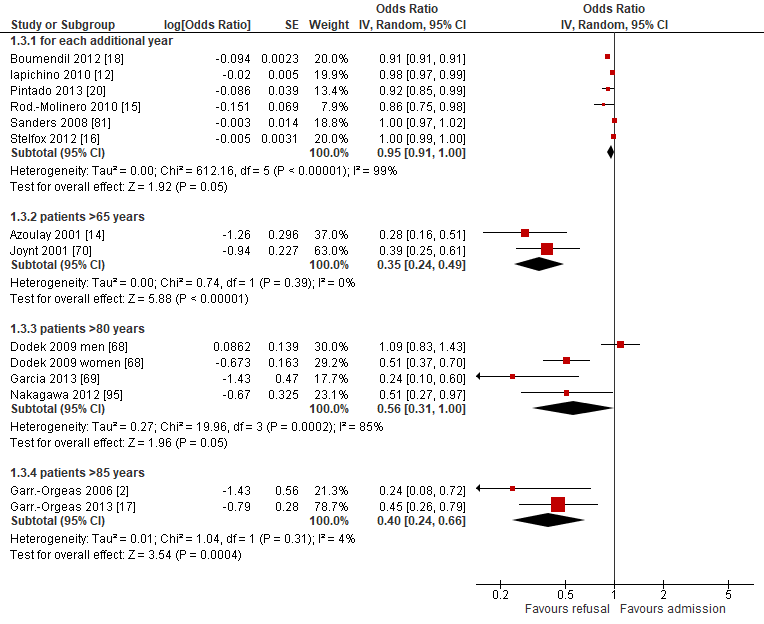 Odds Ratio Odds Ratio
Study or Subgroup log[Odds Ratio] SE Weight IV, Random, 95% CI IV, Random, 95% CI
1.3.1 for each additional year
Boumendil 2012 [18] -0.094 0.0023 20.0% 0.91 [0.91, 0.91]
Iapichino 2010 [12] -0.02 0.005 19.9% 0.98 [0.97, 0.99]
Pintado 2013 [20] -0.086 0.039 13.4% 0.92 [0.85, 0.99]
Rod.-Molinero 2010 [15] -0.151 0.069 7.9% 0.86 [0.75, 0.98]
Sanders 2008 [81] -0.003 0.014 18.8% 1.00 [0.97, 1.02]
Stelfox 2012 [16] -0.005 0.0031 20.0% 1.00 [0.99, 1.00]
Subtotal (95% CI) 100.0% 0.95 [0.91, 1.00]
Heterogeneity: Tau² = 0.00; Chi² = 612.16, df = 5 (P < 0.00001); I² = 99%
Test for overall effect: Z = 1.92 (P = 0.05)
1.3.2 patients >65 years
Azoulay 2001 [14] -1.26 0.296 37.0% 0.28 [0.16, 0.51]
Joynt 2001 [70] -0.94 0.227 63.0% 0.39 [0.25, 0.61]
Subtotal (95% CI) 100.0% 0.35 [0.24, 0.49]
Heterogeneity: Tau² = 0.00; Chi² = 0.74, df = 1 (P = 0.39); I² = 0%
Test for overall effect: Z = 5.88 (P < 0.00001)
1.3.3 patients >80 years
Dodek 2009 men [68] 0.0862 0.139 30.0% 1.09 [0.83, 1.43]
Dodek 2009 women [68] -0.673 0.163 29.2% 0.51 [0.37, 0.70]
Garcia 2013 [69] -1.43 0.47 17.7% 0.24 [0.10, 0.60]
Nakagawa 2012 [95] -0.67 0.325 23.1% 0.51 [0.27, 0.97]
Subtotal (95% CI) 100.0% 0.56 [0.31, 1.00]
Heterogeneity: Tau² = 0.27; Chi² = 19.96, df = 3 (P = 0.0002); I² = 85%
Test for overall effect: Z = 1.96 (P = 0.05)
1.3.4 patients >85 years
Garr.-Orgeas 2006 [2] -1.43 0.56 21.3% 0.24 [0.08, 0.72]
Garr.-Orgeas 2013 [17] -0.79 0.28 78.7% 0.45 [0.26, 0.79]
Subtotal (95% CI) 100.0% 0.40 [0.24, 0.66]
Heterogeneity: Tau² = 0.01; Chi² = 1.04, df = 1 (P = 0.31); I² = 4%
Test for overall effect: Z = 3.54 (P = 0.0004)
0.2 0.5 1 2 5
Favours refusal Favours admission